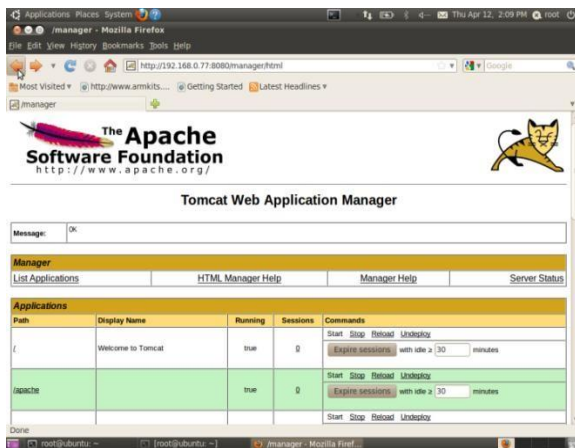 Applications Places System Thu Apr 12, 2:09 PM root
/manager - Mozilla Firefox
File Edit View History Bookmarks Tools Help
http://192.168.0.77:8080/manager/html Google
Most Visited http://www.armkits.... Getting Started Latest Headlines
/manager
The Apache
Software Foundation
http://www.apache.org/
Tomcat Web Application Manager
Message: OK
Manager
List Applications HTML Manager Help Manager Help Server Status
Applications
Path Display Name Running Sessions Commands
Start Stop Reload Undeploy
/ Welcome to Tomcat true 0
Expire sessions with idle ≥ 30 minutes
Start Stop Reload Undeploy
/apache true 0
Expire sessions with idle ≥ 30 minutes
Start Stop Reload Undeploy
Done
root@ubuntu: ~ [root@ubuntu: ~] /manager - Mozilla Firef...